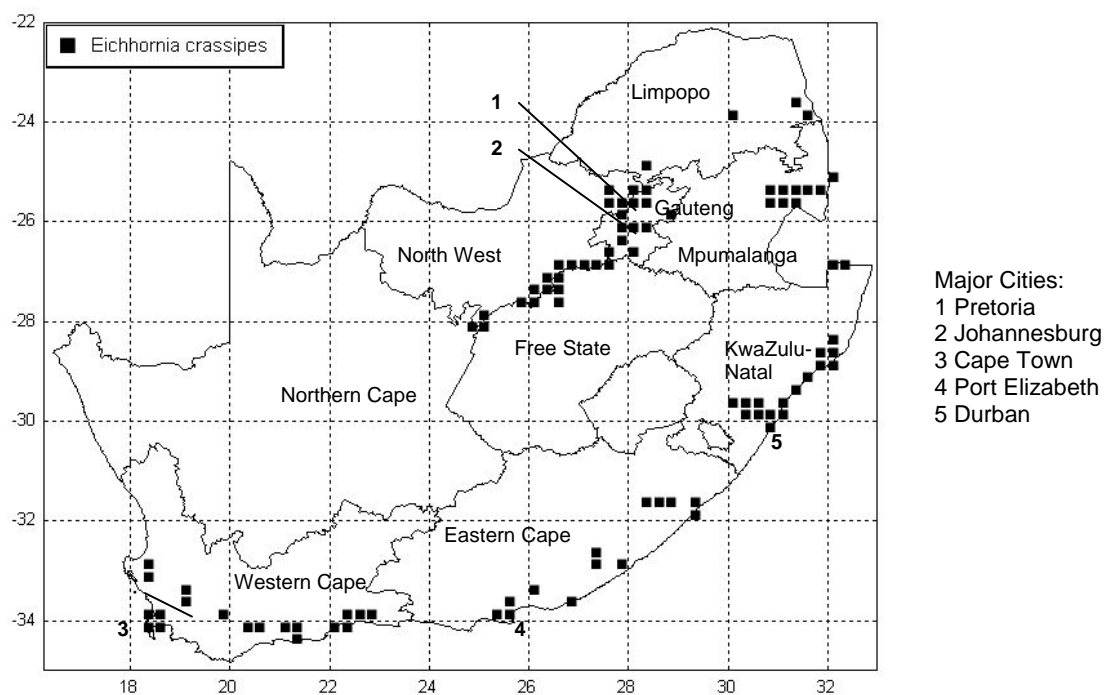 -22
Eichhornia crassipes
Limpopo
1
-24
2
Gauteng
-26
North West
Mpumalanga
Major Cities:
1 Pretoria
2 Johannesburg
3 Cape Town
4 Port Elizabeth
5 Durban
-28
Free State
KwaZulu-
Natal
Northern Cape
-30
5
-32
Eastern Cape
Western Cape
-34
3
4
18 20 22 24 26 28 30 32